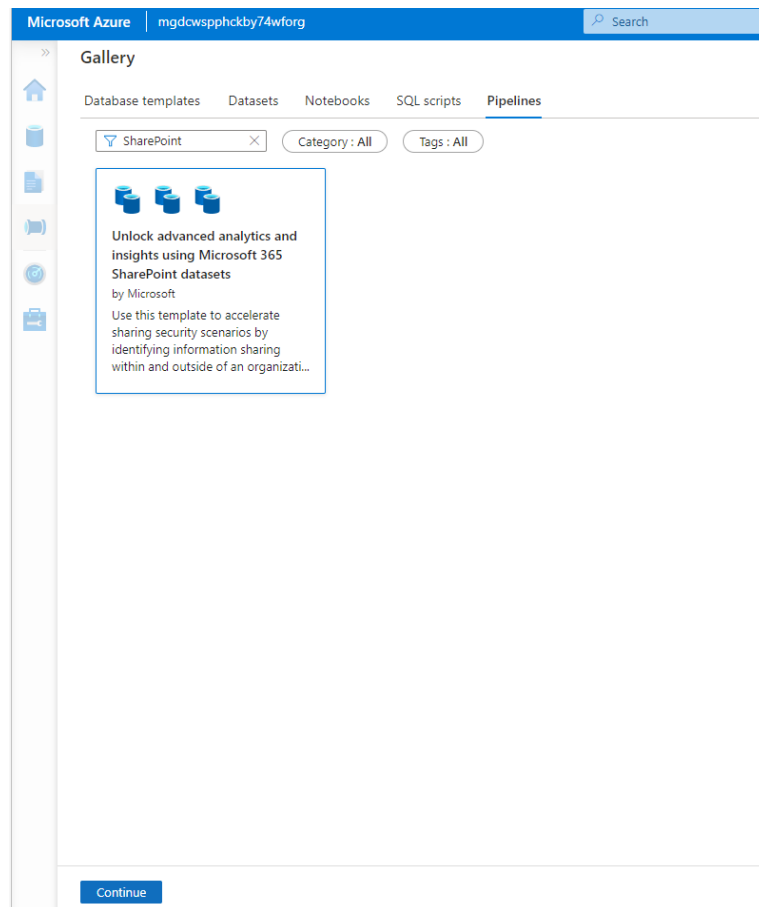 Microsoft Azure mgdcwspphckby74wforg Search
»
Gallery
Database templates Datasets Notebooks SQL scripts Pipelines
SharePoint Category : All Tags : All
Unlock advanced analytics and
insights using Microsoft 365
SharePoint datasets
by Microsoft
Use this template to accelerate
sharing security scenarios by
identifying information sharing
within and outside of an organizati...
Continue